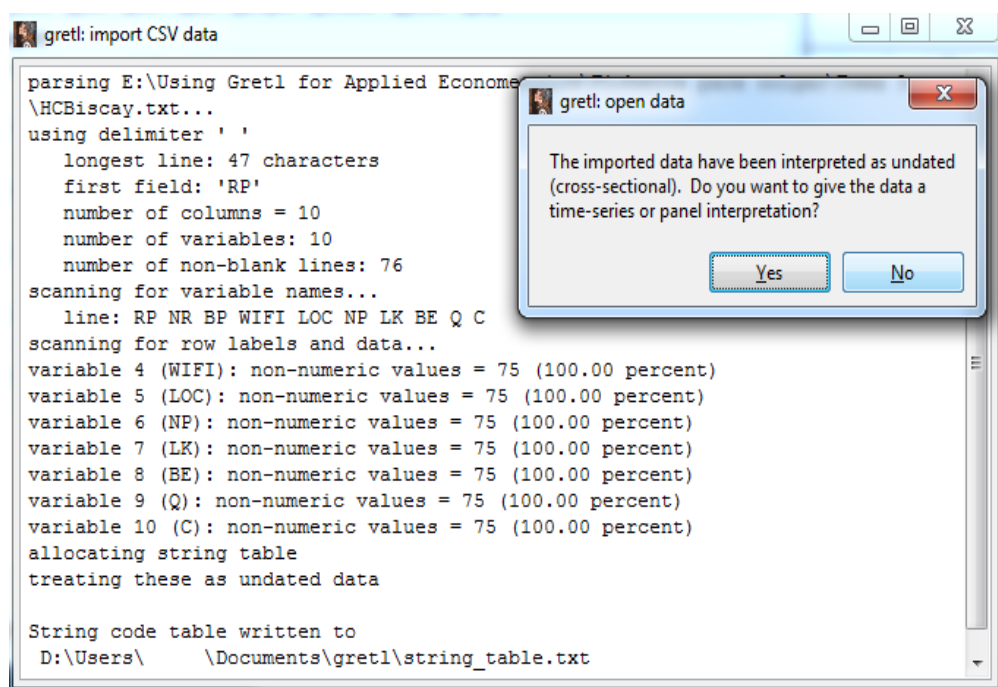 gretl: import CSV data
parsing E:\Using Gretl for Applied Econome
\HCBiscay.txt...
using delimiter ' '
longest line: 47 characters
first field: 'RP'
number of columns = 10
number of variables: 10
number of non-blank lines: 76
scanning for variable names...
line: RP NR BP WIFI LOC NP LK BE Q C
scanning for row labels and data...
variable 4 (WIFI): non-numeric values = 75 (100.00 percent)
variable 5 (LOC): non-numeric values = 75 (100.00 percent)
variable 6 (NP): non-numeric values = 75 (100.00 percent)
variable 7 (LK): non-numeric values = 75 (100.00 percent)
variable 8 (BE): non-numeric values = 75 (100.00 percent)
variable 9 (Q): non-numeric values = 75 (100.00 percent)
variable 10 (C): non-numeric values = 75 (100.00 percent)
allocating string table
treating these as undated data
String code table written to
D:\Users\ \Documents\gretl\string_table.txt
gretl: open data
The imported data have been interpreted as undated
(cross-sectional). Do you want to give the data a
time-series or panel interpretation?
Yes No